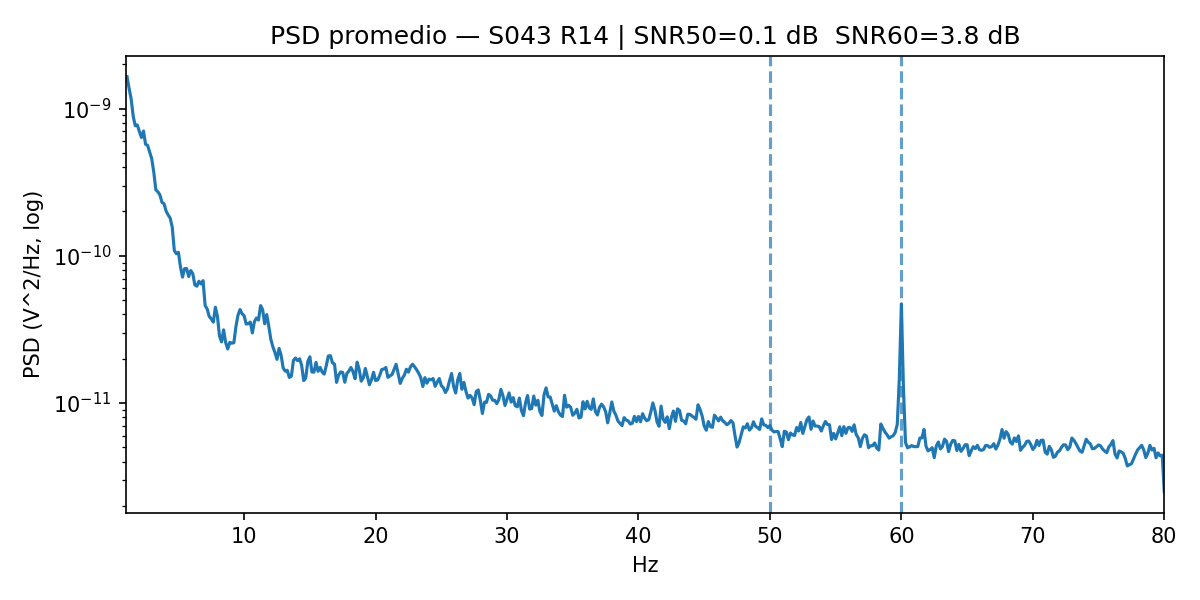 PSD promedio — S043 R14 | SNR50=0.1 dB  SNR60=3.8 dB
PSD (V^2/Hz, log)
10⁻⁹
10⁻¹⁰
10⁻¹¹
10 20 30 40 50 60 70 80
Hz